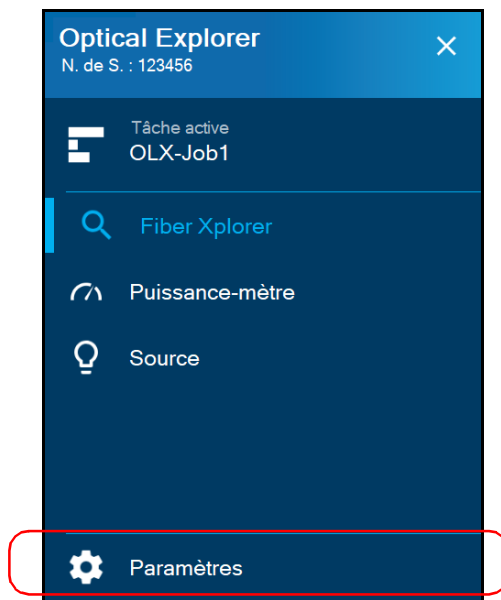 Optical Explorer
N. de S. : 123456
Tâche active
OLX-Job1
Fiber Xplorer
Puissance-mètre
Source
Paramètres